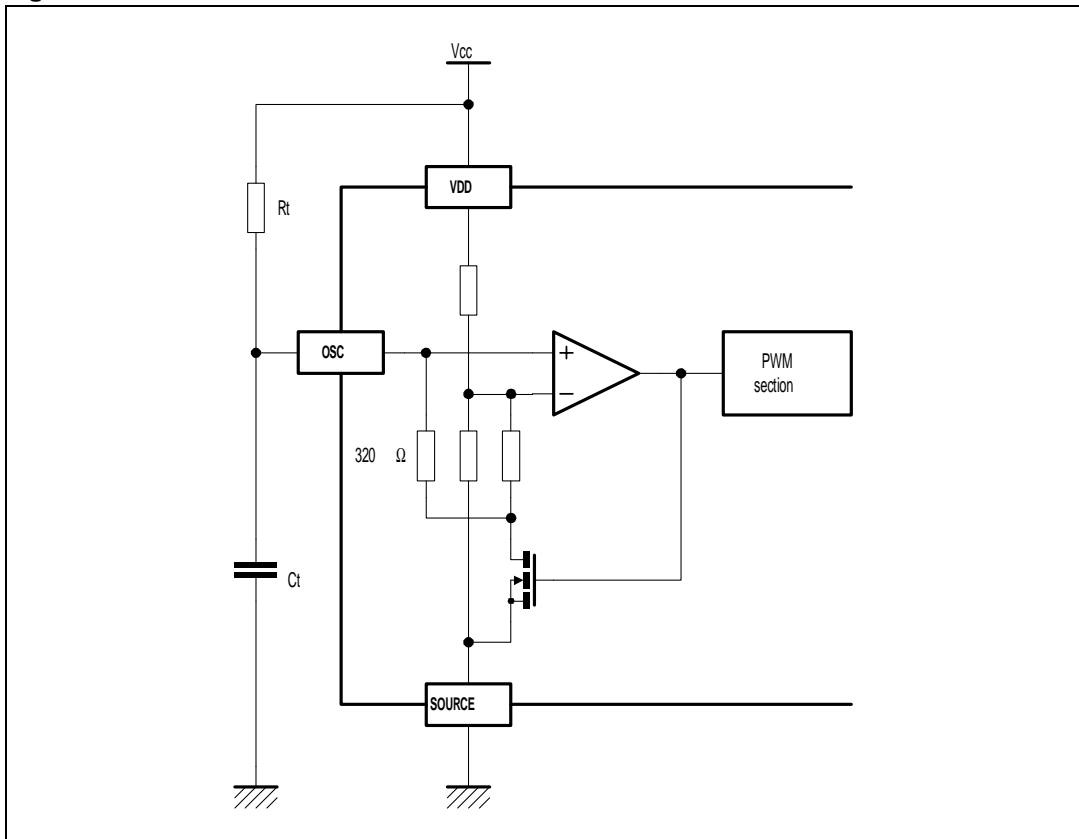 Vcc
VDD
Rt
OSC
+
−
PWM
section
320 Ω
Ct
SOURCE